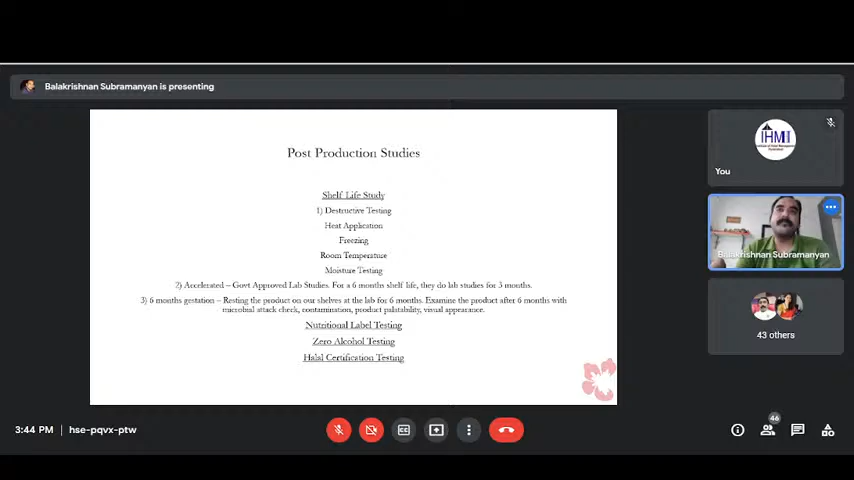 Balakrishnan Subramanyan is presenting
Post Production Studies
Shelf Life Study
1) Destructive Testing
Heat Application
Freezing
Room Temperature
Moisture Testing
2) Accelerated – Govt Approved Lab Studies. For a 6 months shelf life, they do lab studies for 3 months.
3) 6 months gestation – Resting the product on our shelves at the lab for 6 months. Examine the product after 6 months with
microbial attack check, contamination, product palatability, visual appearance.
Nutritional Label Testing
Zero Alcohol Testing
Halal Certification Testing
IHM
You
Balakrishnan Subramanyan
43 others
3:44 PM | hse-pqvx-ptw
46